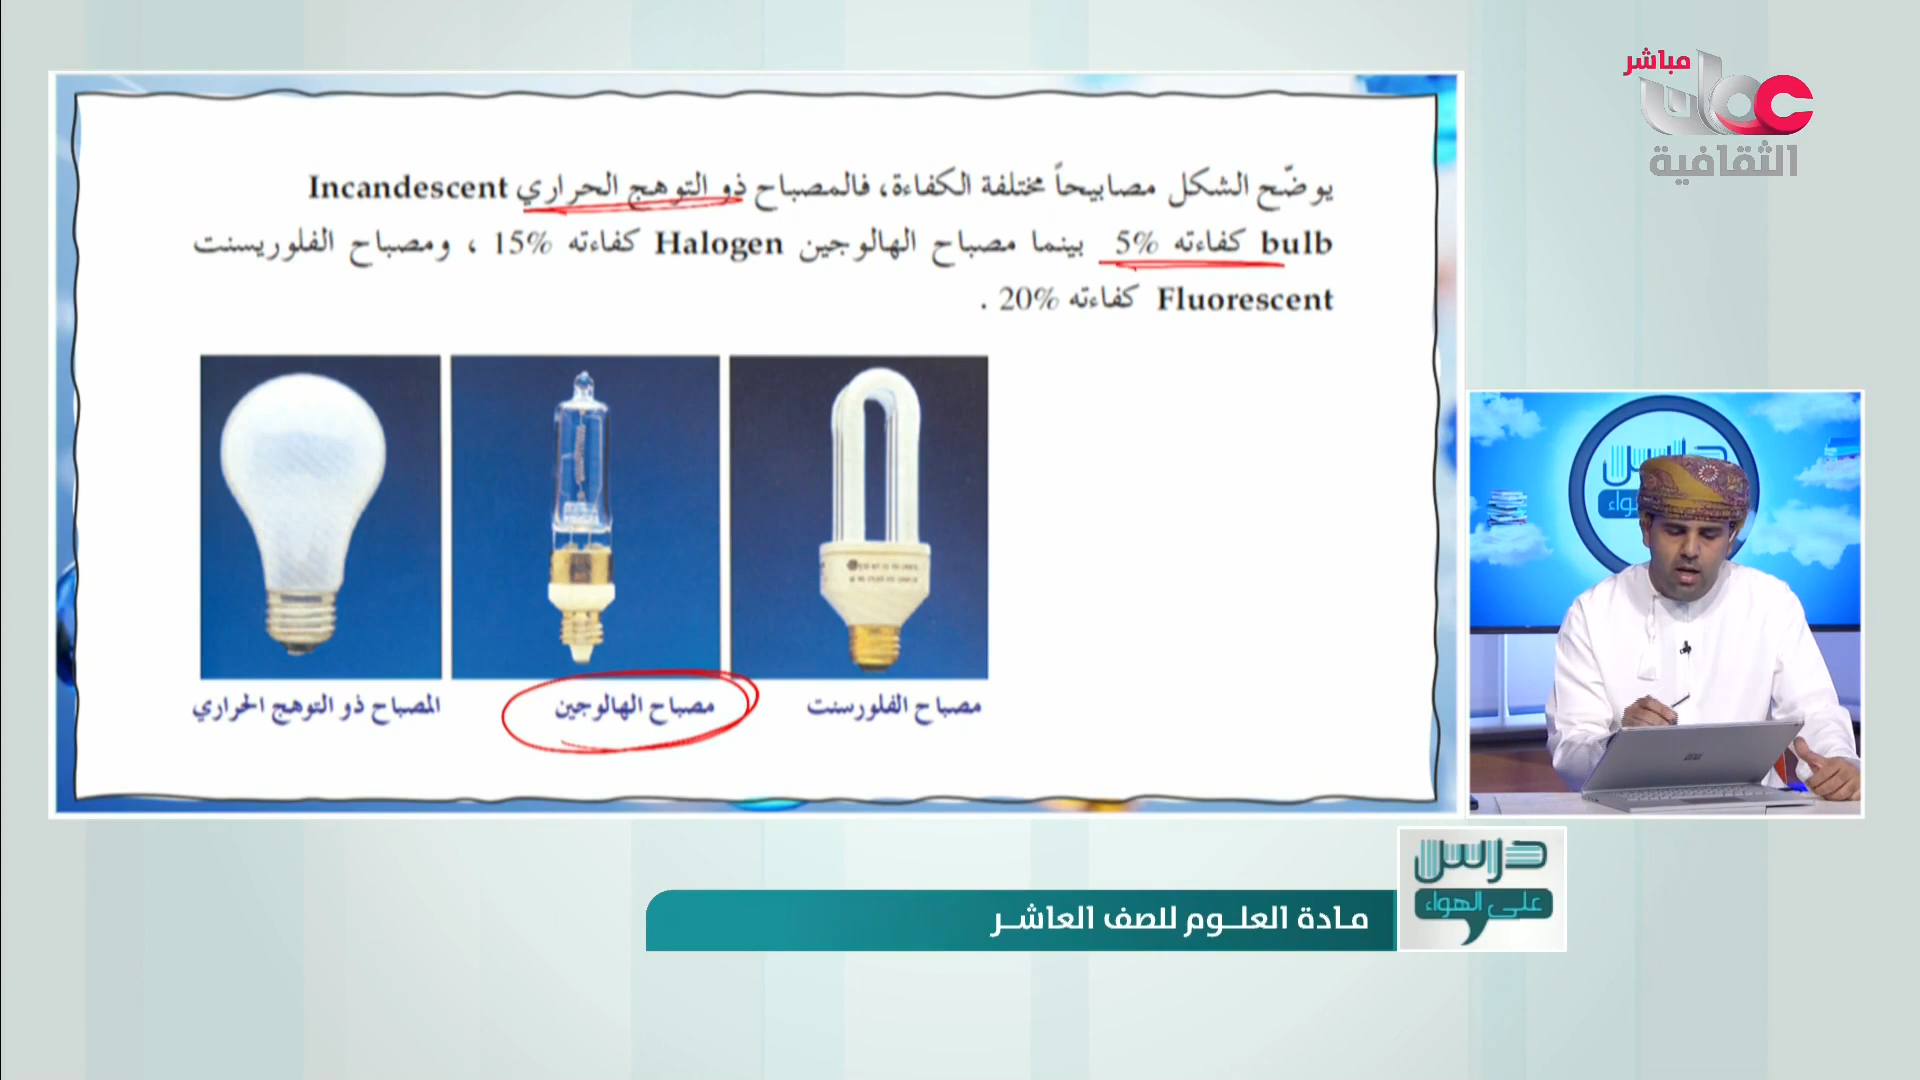 مباشر
عمان
الثقافية
يوضّح الشكل مصابيحاً مختلفة الكفاءة، فالمصباح ذو التوهج الحراري Incandescent
bulb كفاءته 5% بينما مصباح الهالوجين Halogen كفاءته 15% ، ومصباح الفلوريسنت
Fluorescent كفاءته 20% .
مصباح الفلورسنت
مصباح الهالوجين
المصباح ذو التوهج الحراري
درس
على الهواء
مادة العلوم للصف العاشر